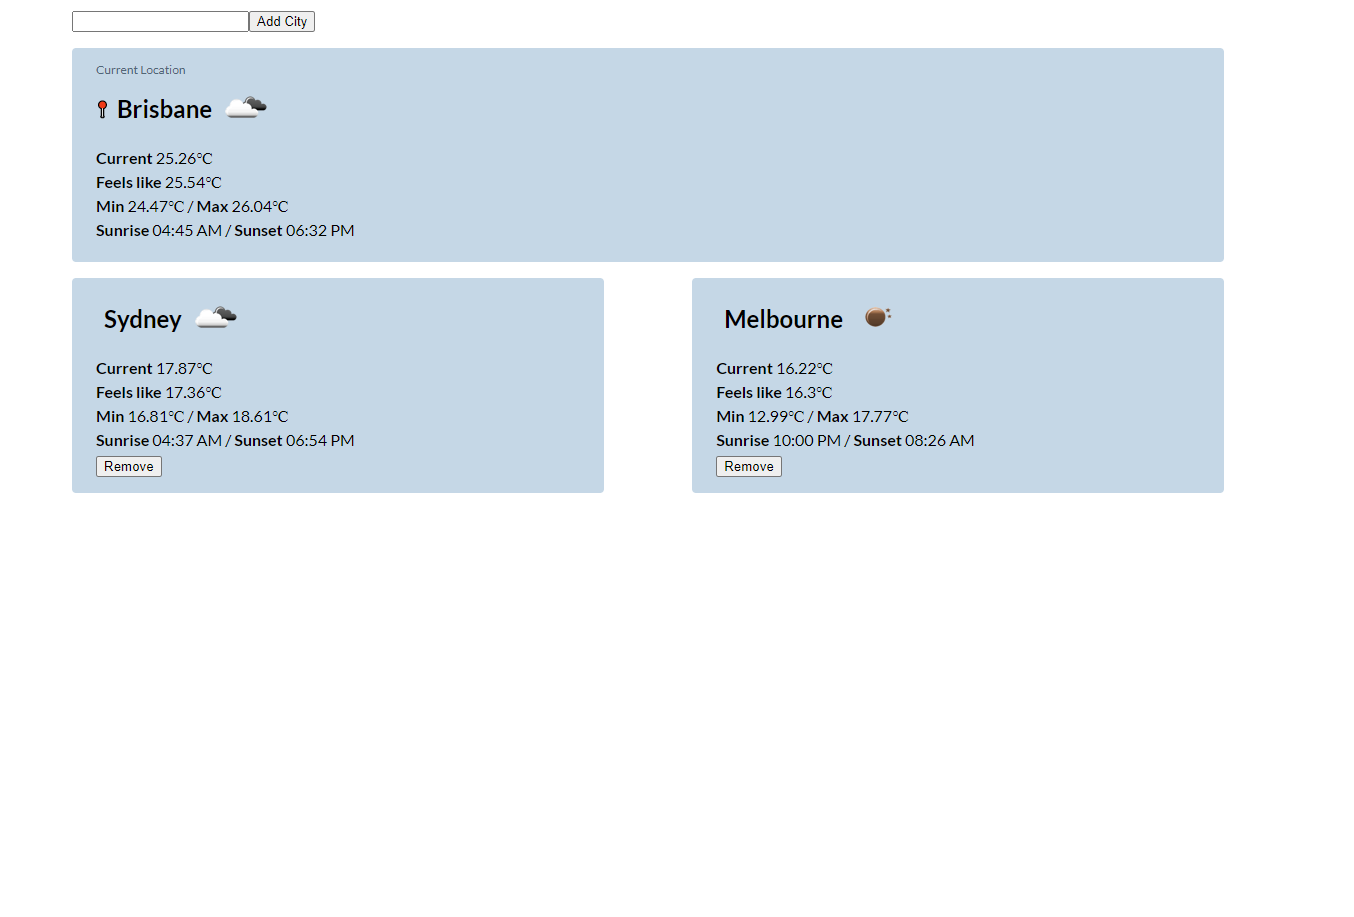 Add City
Current Location
Brisbane
Current 25.26°C
Feels like 25.54°C
Min 24.47°C / Max 26.04°C
Sunrise 04:45 AM / Sunset 06:32 PM
Sydney
Current 17.87°C
Feels like 17.36°C
Min 16.81°C / Max 18.61°C
Sunrise 04:37 AM / Sunset 06:54 PM
Remove
Melbourne
Current 16.22°C
Feels like 16.3°C
Min 12.99°C / Max 17.77°C
Sunrise 10:00 PM / Sunset 08:26 AM
Remove